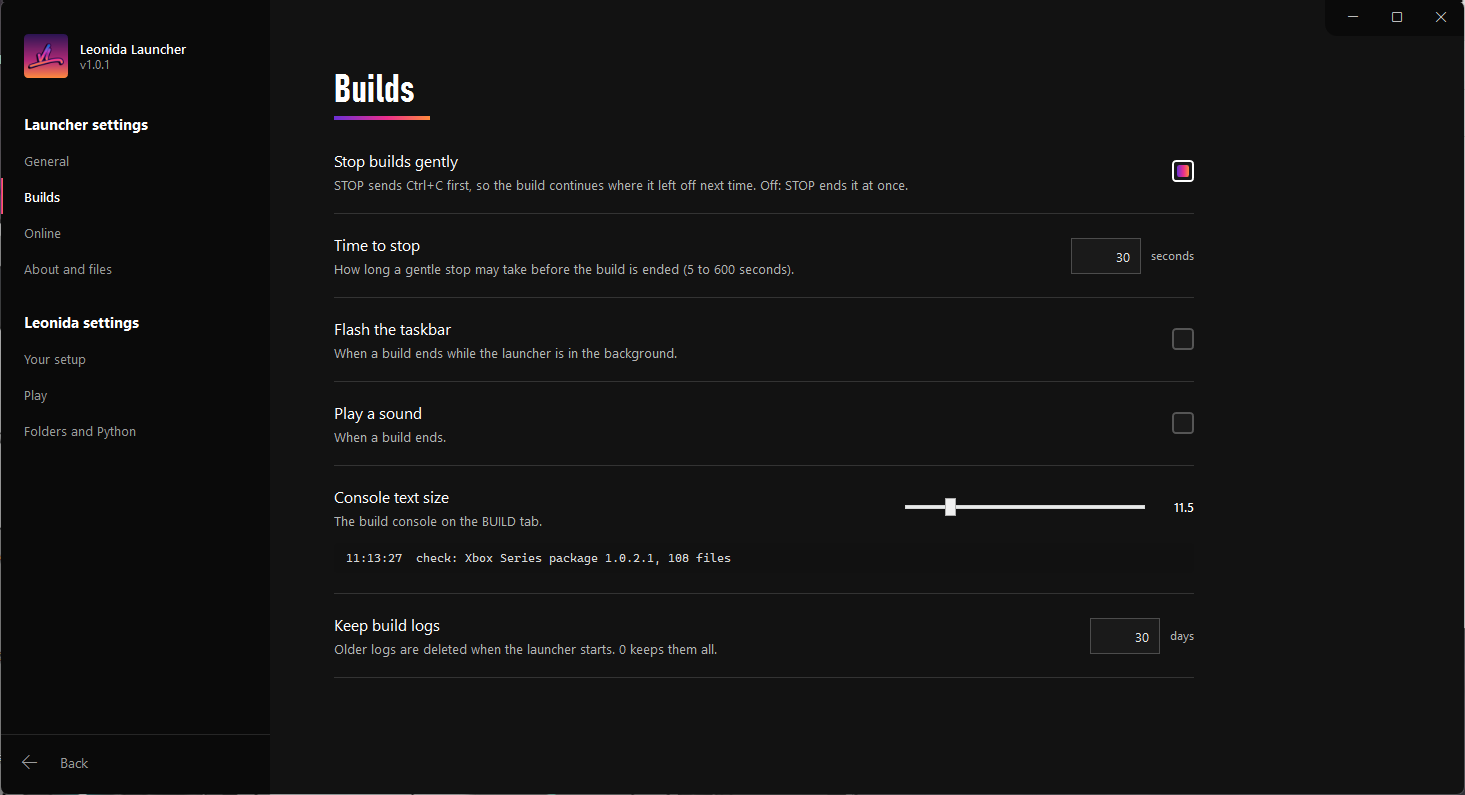 Leonida Launcher
v1.0.1
Launcher settings
General
Builds
Online
About and files
Leonida settings
Your setup
Play
Folders and Python
Back
Builds
Stop builds gently
STOP sends Ctrl+C first, so the build continues where it left off next time. Off: STOP ends it at once.
Time to stop
How long a gentle stop may take before the build is ended (5 to 600 seconds).
30 seconds
Flash the taskbar
When a build ends while the launcher is in the background.
Play a sound
When a build ends.
Console text size
The build console on the BUILD tab.
11.5
11:13:27 check: Xbox Series package 1.0.2.1, 108 files
Keep build logs
Older logs are deleted when the launcher starts. 0 keeps them all.
30 days